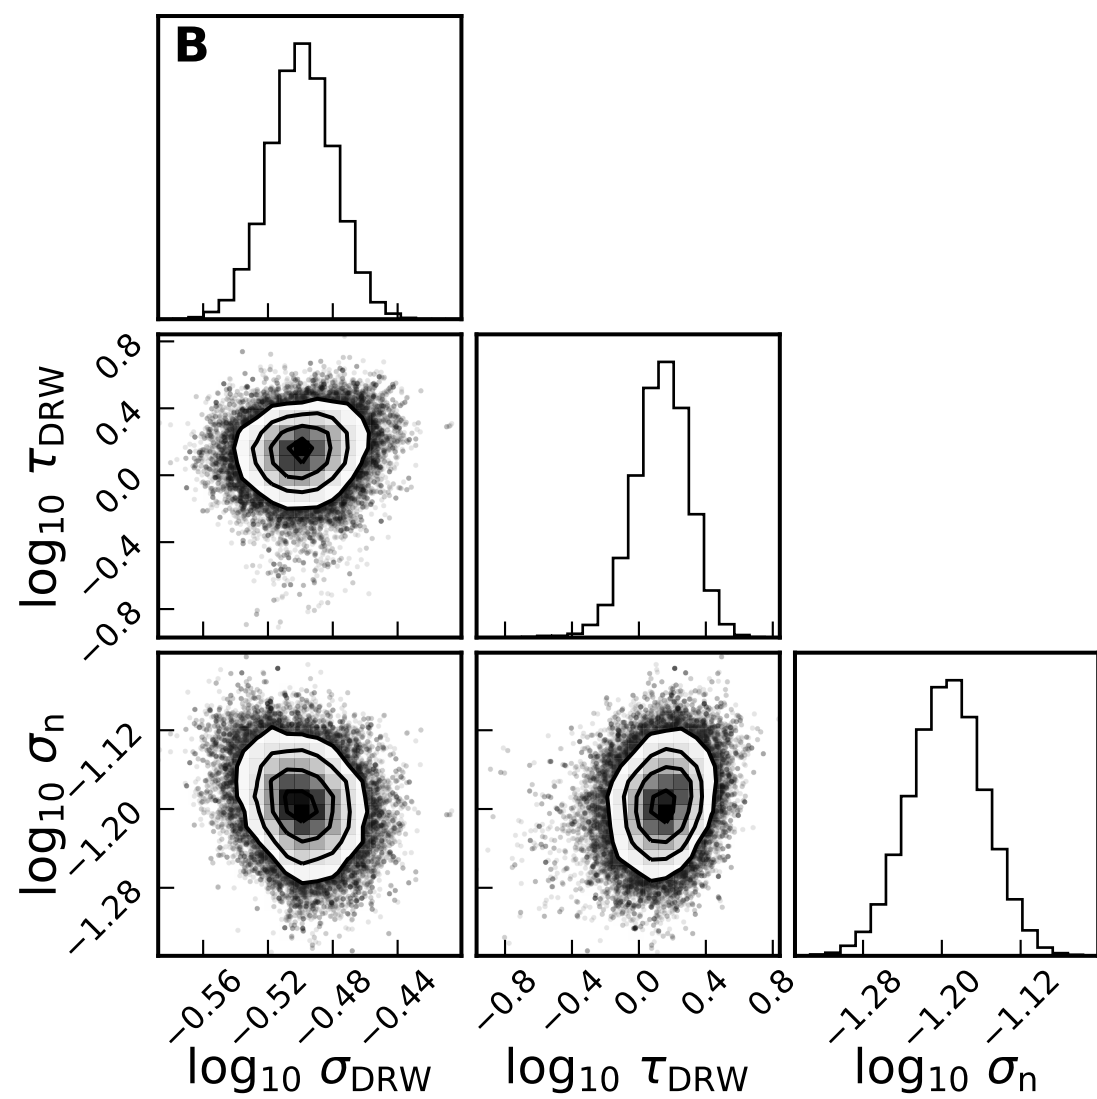 B
0.8
0.4
0.0
−0.4
−0.8
log₁₀ τ_DRW
−1.12
−1.20
−1.28
log₁₀ σₙ
−0.56 −0.52 −0.48 −0.44
log₁₀ σ_DRW
−0.8 −0.4 0.0 0.4 0.8
log₁₀ τ_DRW
−1.28 −1.20 −1.12
log₁₀ σₙ